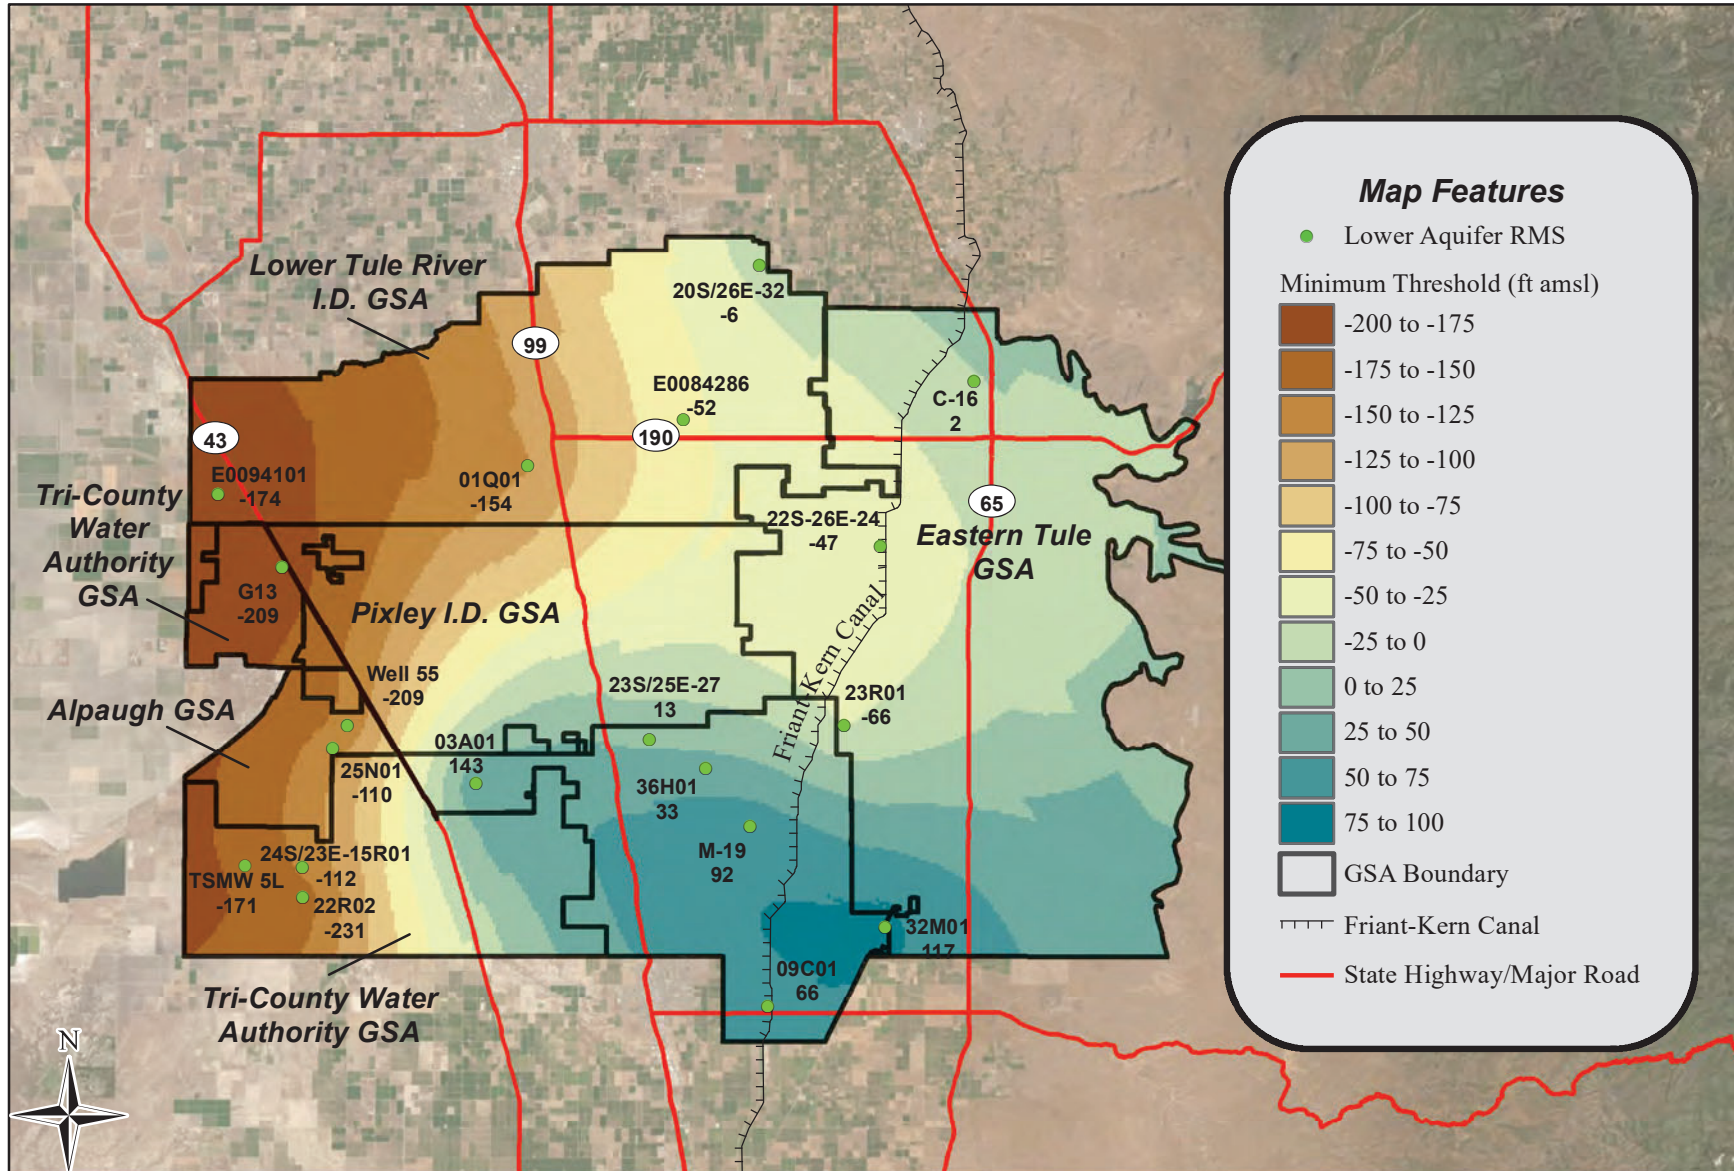 Lower Tule River
I.D. GSA
20S/26E-32
-6
99
E0084286
-52
C-16
2
43
190
E0094101
-174
01Q01
-154
Tri-County
Water
Authority
GSA
65
22S-26E-24
-47
Eastern Tule
GSA
G13
-209
Pixley I.D. GSA
Well 55
-209
Alpaugh GSA
23S/25E-27
13
Friant-Kern Canal
23R01
-66
03A01
143
25N01
-110
36H01
33
M-19
92
24S/23E-15R01
-112
TSMW 5L
-171
22R02
-231
32M01
117
09C01
66
Tri-County Water
Authority GSA
N
Map Features
Lower Aquifer RMS
Minimum Threshold (ft amsl)
-200 to -175
-175 to -150
-150 to -125
-125 to -100
-100 to -75
-75 to -50
-50 to -25
-25 to 0
0 to 25
25 to 50
50 to 75
75 to 100
GSA Boundary
Friant-Kern Canal
State Highway/Major Road